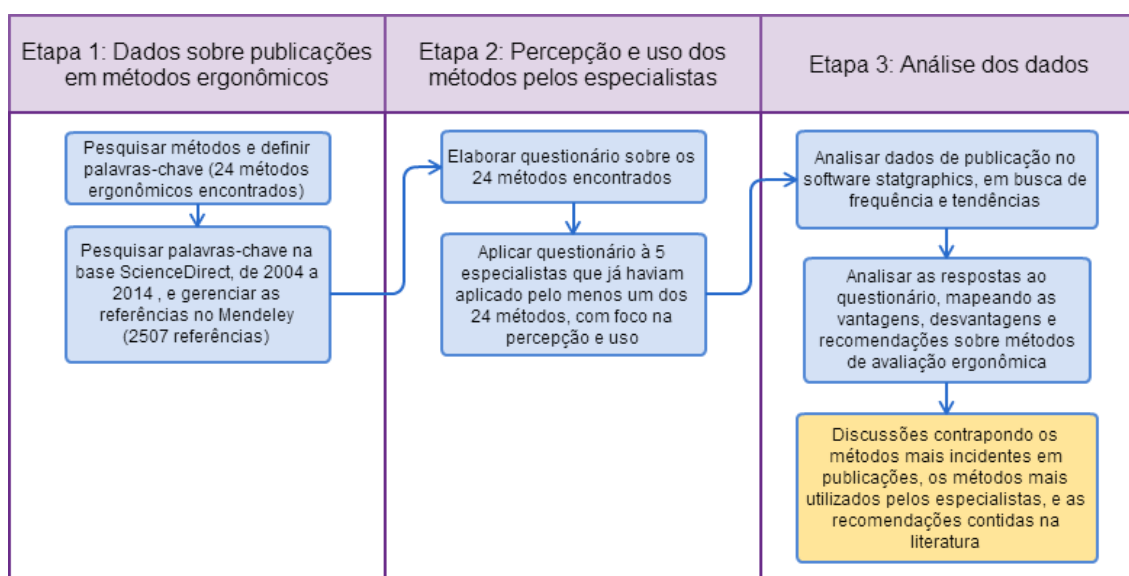 Etapa 1: Dados sobre publicações
em métodos ergonômicos
Pesquisar métodos e definir
palavras-chave (24 métodos
ergonômicos encontrados)
Pesquisar palavras-chave na
base ScienceDirect, de 2004 a
2014 , e gerenciar as
referências no Mendeley
(2507 referências)
Etapa 2: Percepção e uso dos
métodos pelos especialistas
Elaborar questionário sobre os
24 métodos encontrados
Aplicar questionário à 5
especialistas que já haviam
aplicado pelo menos um dos
24 métodos, com foco na
percepção e uso
Etapa 3: Análise dos dados
Analisar dados de publicação no
software statgraphics, em busca de
frequência e tendências
Analisar as respostas ao
questionário, mapeando as
vantagens, desvantagens e
recomendações sobre métodos
de avaliação ergonômica
Discussões contrapondo os
métodos mais incidentes em
publicações, os métodos mais
utilizados pelos especialistas, e as
recomendações contidas na
literatura